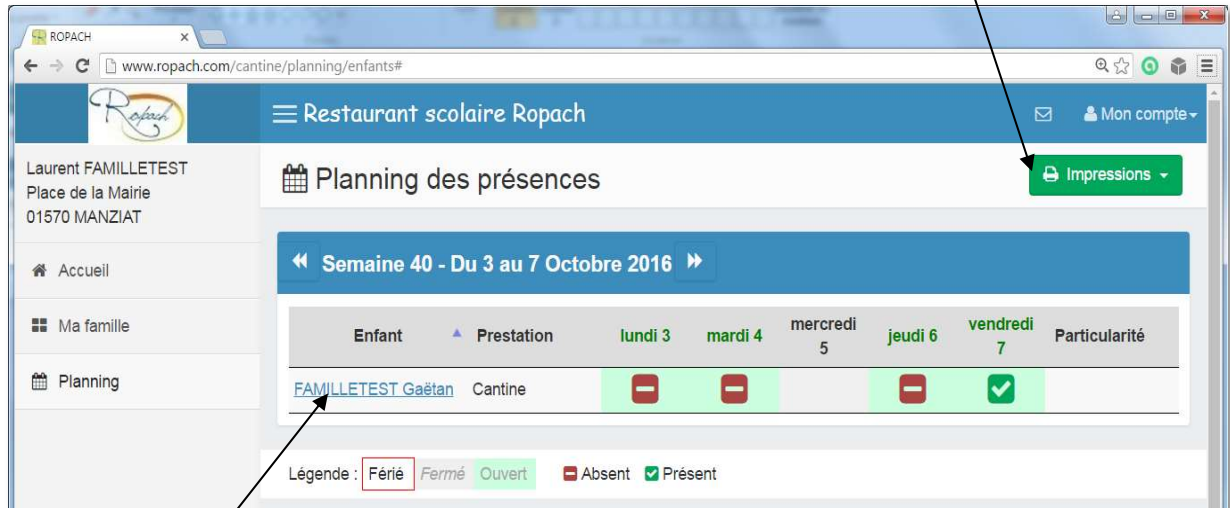 ROPACH
www.ropach.com/cantine/planning/enfants#
Ropach
Restaurant scolaire Ropach
Mon compte
Laurent FAMILLETEST
Place de la Mairie
01570 MANZIAT
Planning des présences
Impressions
Accueil
Ma famille
Planning
Semaine 40 - Du 3 au 7 Octobre 2016
Enfant Prestation lundi 3 mardi 4 mercredi 5 jeudi 6 vendredi 7 Particularité
FAMILLETEST Gaëtan Cantine
Légende : Férié Fermé Ouvert Absent Présent